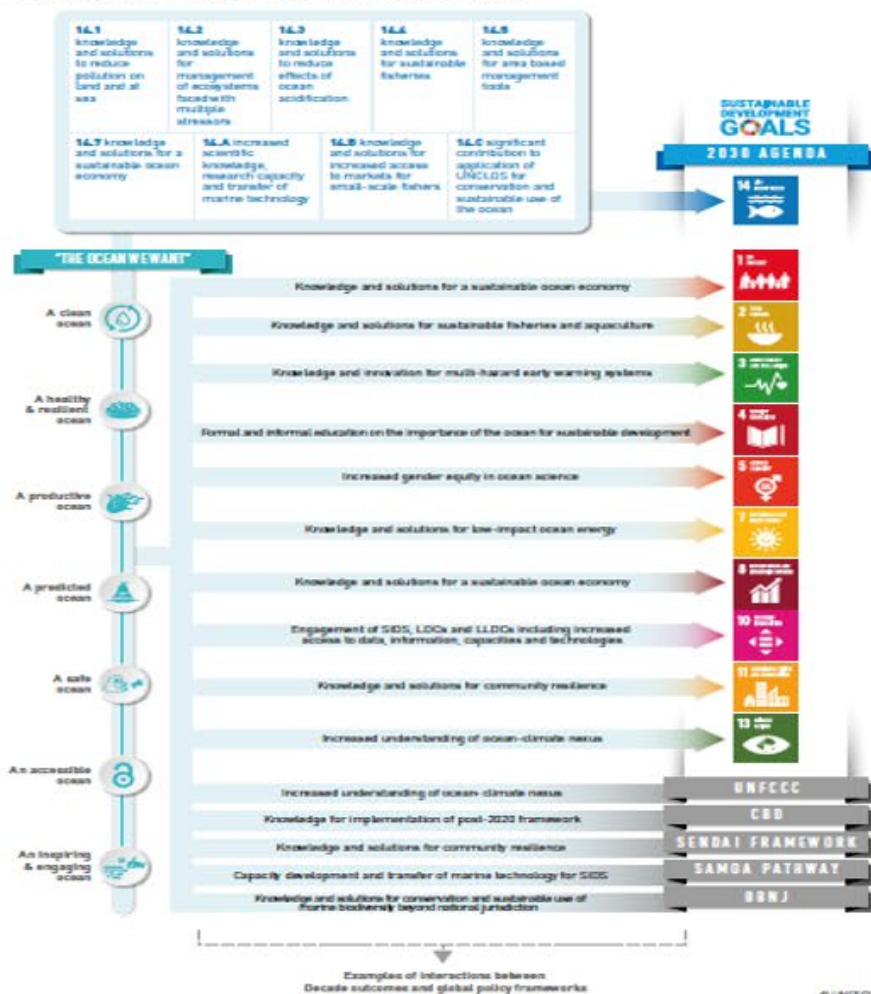 14.1
knowledge
and solutions
to reduce
pollution on
land and at
sea
14.2
knowledge
and solutions
for
management
of ecosystems
faced with
multiple
stressors
14.3
knowledge
and solutions
to reduce
effects of
ocean
acidification
14.4
knowledge
and solutions
for sustainable
fisheries
14.5
knowledge
and solutions
for area based
management
tools
14.7 knowledge
and solutions for a
sustainable ocean
economy
14.A increased
scientific
knowledge,
research capacity
and transfer of
marine technology
14.B knowledge
and solutions for
increased access
to markets for
small-scale fishers
14.C significant
contribution to
application of
UNCLOS for
conservation and
sustainable use of
the ocean
SUSTAINABLE
DEVELOPMENT
GOALS
2030 AGENDA
14
"THE OCEAN WE WANT"
A clean
ocean
A healthy
& resilient
ocean
A productive
ocean
A predicted
ocean
A safe
ocean
An accessible
ocean
An inspiring
& engaging
ocean
Knowledge and solutions for a sustainable ocean economy
1
Knowledge and solutions for sustainable fisheries and aquaculture
2
Knowledge and innovation for multi-hazard early warning systems
3
Formal and informal education on the importance of the ocean for sustainable development
4
Increased gender equity in ocean science
5
Knowledge and solutions for low-impact ocean energy
7
Knowledge and solutions for a sustainable ocean economy
8
Engagement of SIDS, LDCs and LLDCs including increased
access to data, information, capacities and technologies
10
Knowledge and solutions for community resilience
11
Increased understanding of ocean-climate nexus
13
Increased understanding of ocean-climate nexus
UNFCCC
Knowledge for implementation of post-2020 framework
CBD
Knowledge and solutions for community resilience
SENDAI FRAMEWORK
Capacity development and transfer of marine technology for SIDS
SAMOA PATHWAY
Knowledge and solutions for conservation and sustainable use of
marine biodiversity beyond national jurisdiction
BBNJ
Examples of interactions between
Decade outcomes and global policy frameworks